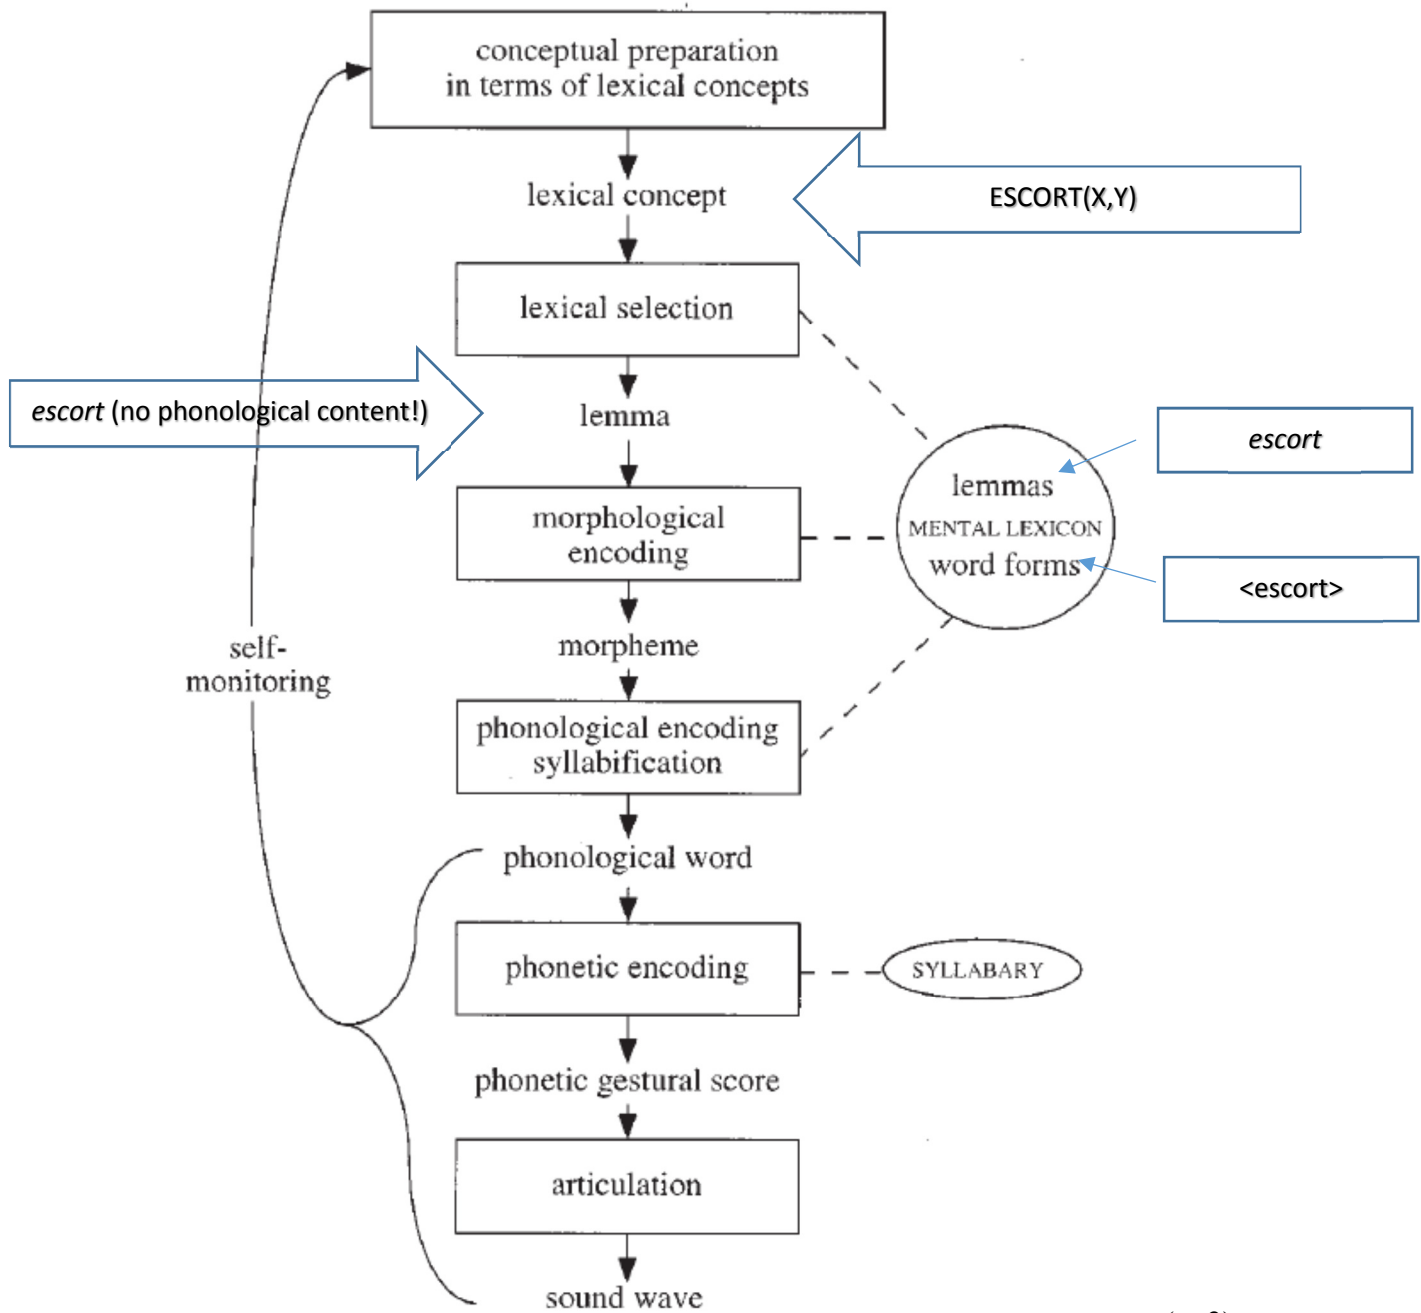 conceptual preparation
in terms of lexical concepts
lexical concept
ESCORT(X,Y)
lexical selection
escort (no phonological content!)
lemma
escort
lemmas
MENTAL LEXICON
word forms
<escort>
morphological
encoding
morpheme
self-
monitoring
phonological encoding
syllabification
phonological word
phonetic encoding
SYLLABARY
phonetic gestural score
articulation
sound wave